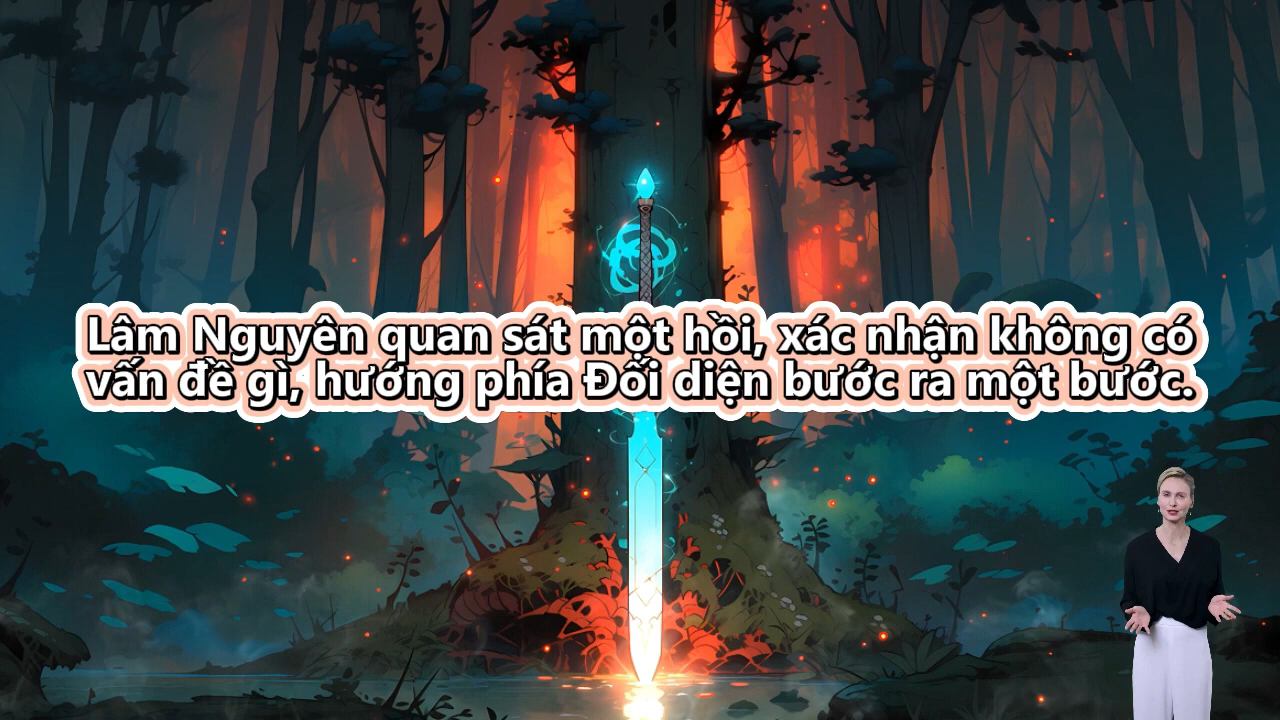 Lâm Nguyên quan sát một hồi, xác nhận không có
vấn đề gì, hướng phía Đối diện bước ra một bước.